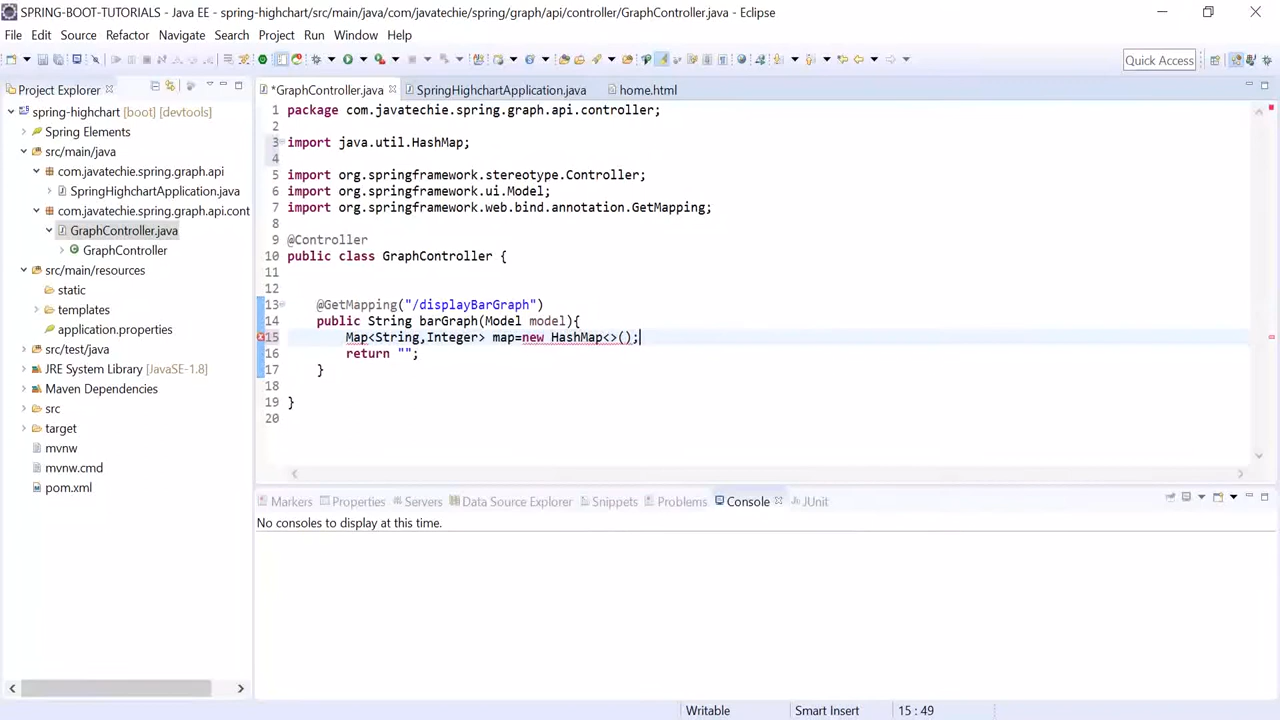 SPRING-BOOT-TUTORIALS - Java EE - spring-highchart/src/main/java/com/javatechie/spring/graph/api/controller/GraphController.java - Eclipse
File Edit Source Refactor Navigate Search Project Run Window Help
Quick Access
Project Explorer
spring-highchart [boot] [devtools]
Spring Elements
src/main/java
com.javatechie.spring.graph.api
SpringHighchartApplication.java
com.javatechie.spring.graph.api.cont
GraphController.java
GraphController
src/main/resources
static
templates
application.properties
src/test/java
JRE System Library [JavaSE-1.8]
Maven Dependencies
src
target
mvnw
mvnw.cmd
pom.xml
*GraphController.java SpringHighchartApplication.java home.html
1 package com.javatechie.spring.graph.api.controller;
2
3 import java.util.HashMap;
4
5 import org.springframework.stereotype.Controller;
6 import org.springframework.ui.Model;
7 import org.springframework.web.bind.annotation.GetMapping;
8
9 @Controller
10 public class GraphController {
11
12
13 @GetMapping("/displayBarGraph")
14 public String barGraph(Model model){
15 Map<String,Integer> map=new HashMap<>();
16 return "";
17 }
18
19 }
20
Markers Properties Servers Data Source Explorer Snippets Problems Console JUnit
No consoles to display at this time.
Writable Smart Insert 15 : 49